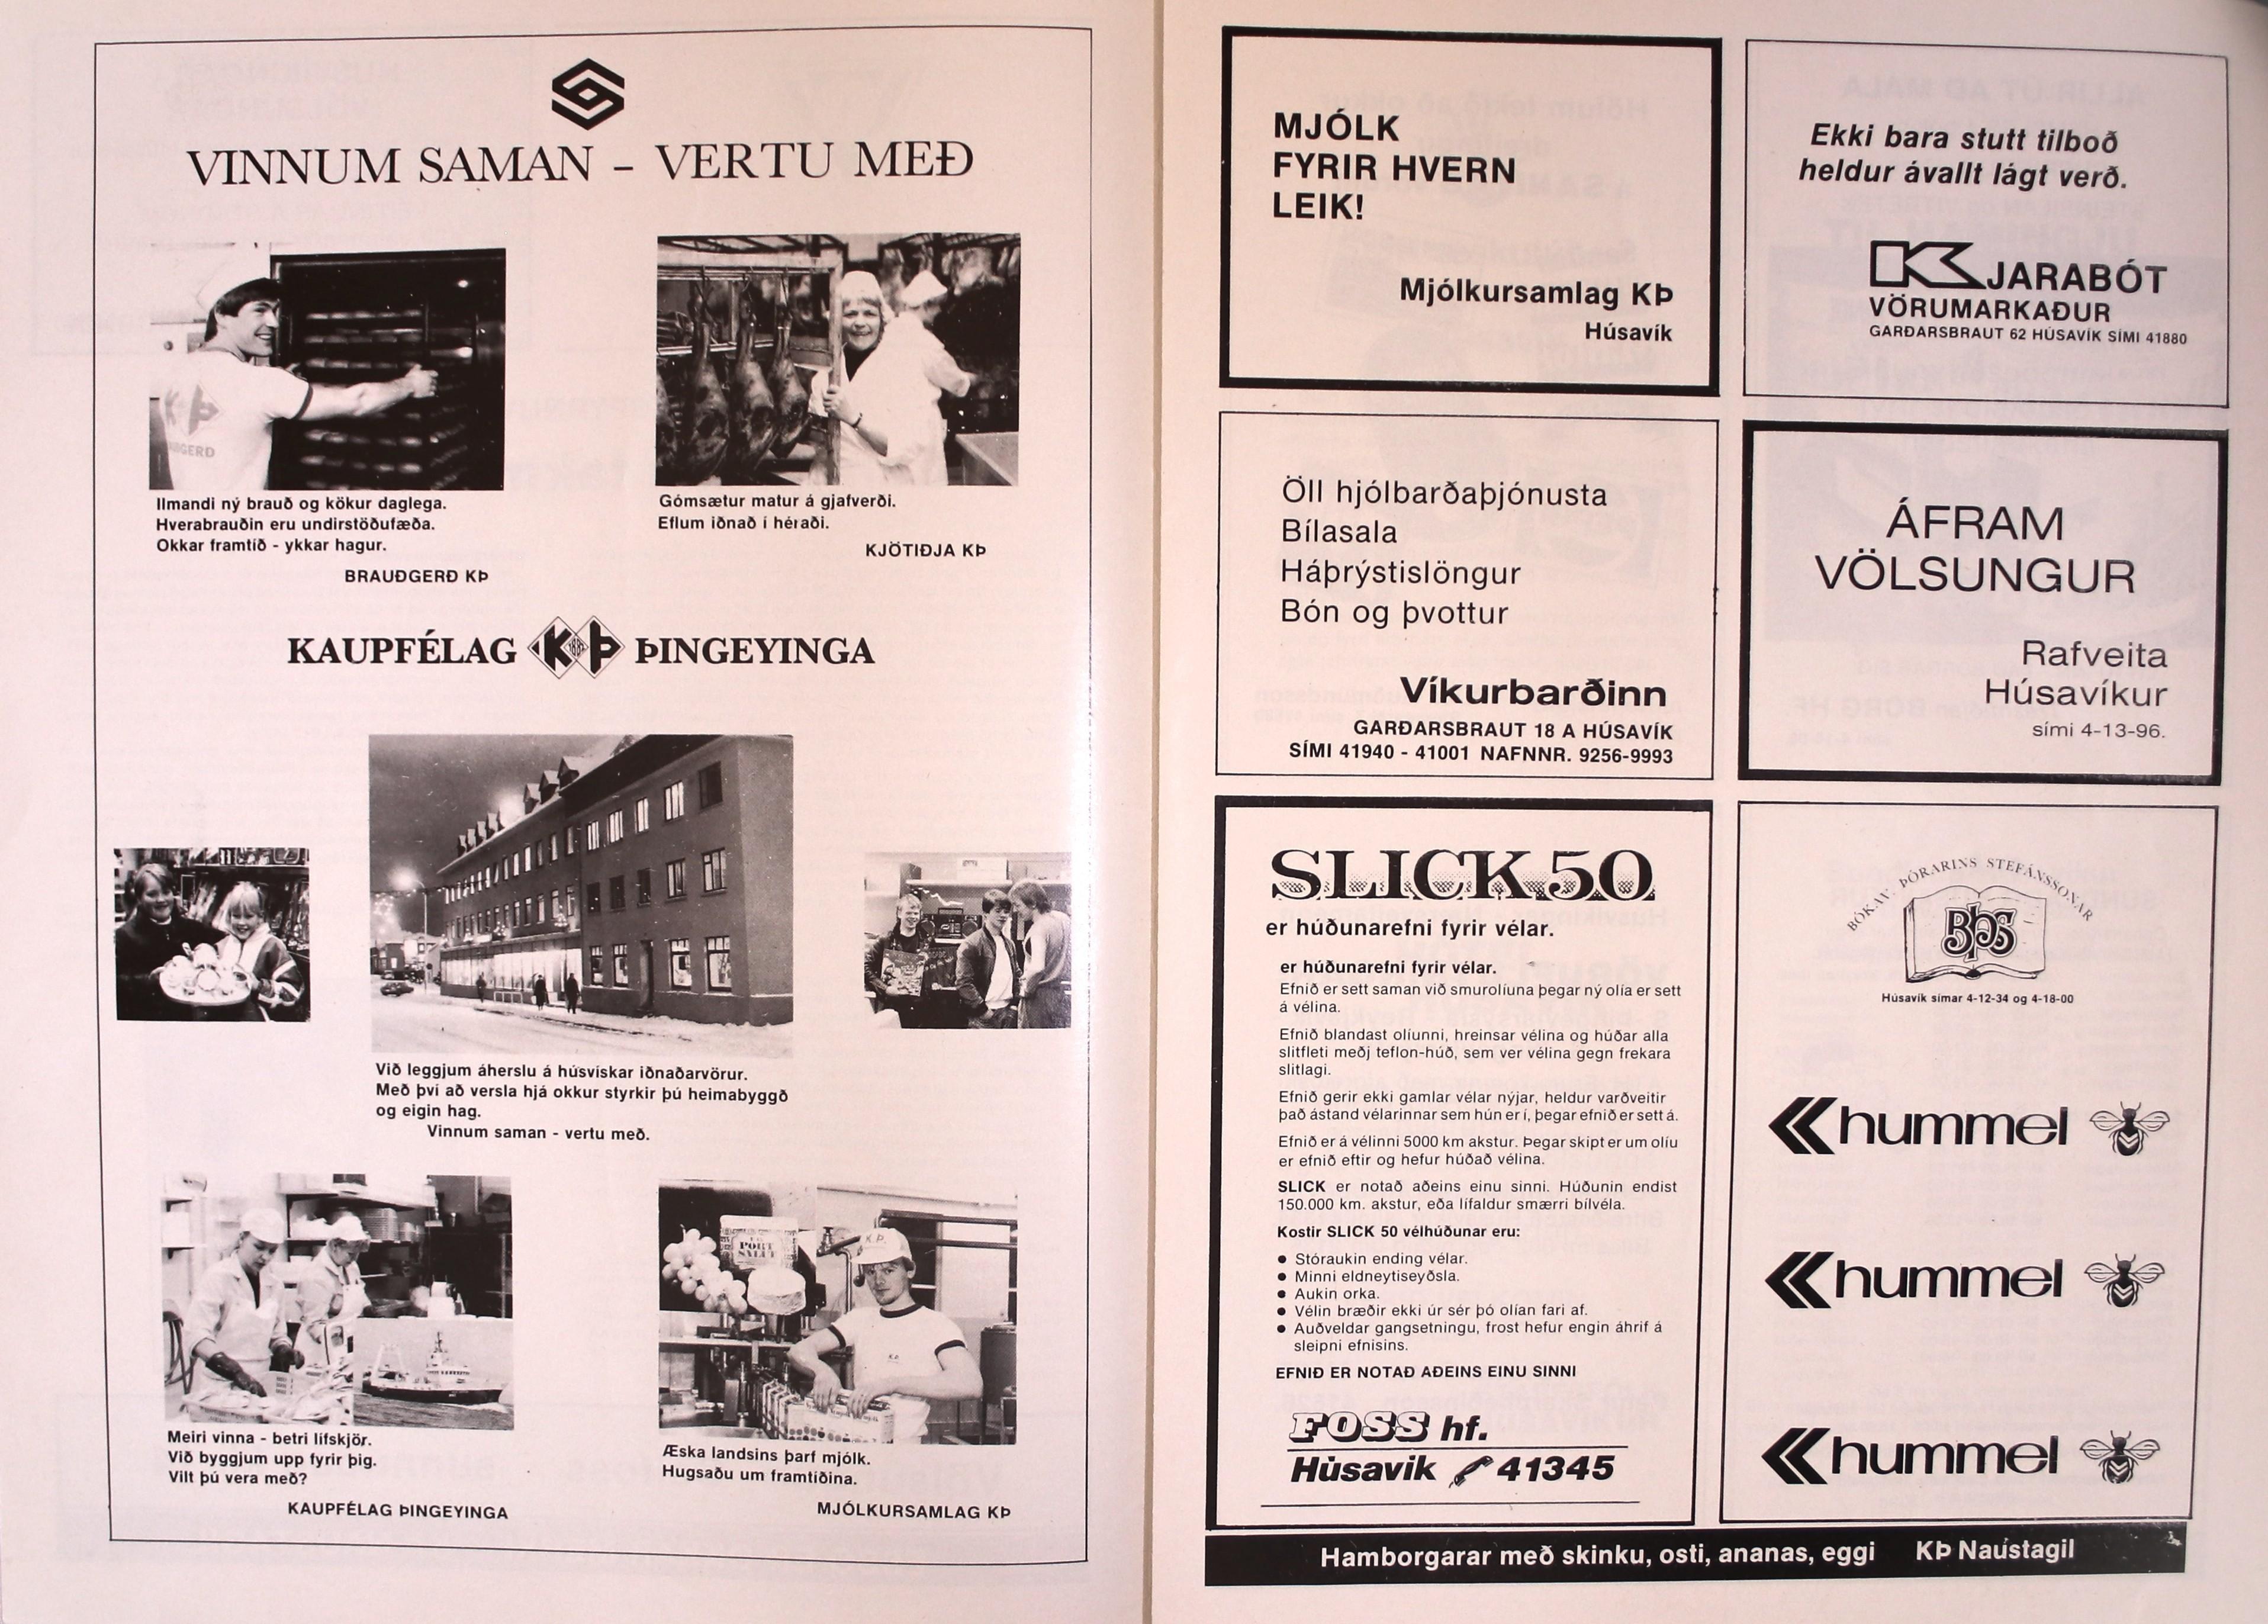 VINNUM SAMAN – VERTU MEÐ
Ilmandi ný brauð og kökur daglega.
Hverabrauðin eru undirstöðufæða.
Okkar framtíð - ykkar hagur.
BRAUÐGERÐ KÞ
Gómsætur matur á gjafverði.
Eflum iðnað í héraði.
KJÖTIÐJA KÞ
KAUPFÉLAG KÞ ÞINGEYINGA
Við leggjum áherslu á húsvískar iðnaðarvörur.
Með því að versla hjá okkur styrkir þú heimabyggð
og eigin hag.
Vinnum saman - vertu með.
PORT
SALUT
K.Þ.
Meiri vinna - betri lífskjör.
Við byggjum upp fyrir þig.
Vilt þú vera með?
KAUPFÉLAG ÞINGEYINGA
Æska landsins þarf mjólk.
Hugsaðu um framtíðina.
MJÓLKURSAMLAG KÞ
MJÓLK
FYRIR HVERN
LEIK!
Mjólkursamlag KÞ
Húsavík
Ekki bara stutt tilboð
heldur ávallt lágt verð.
KJARABÓT
VÖRUMARKAÐUR
GARÐARSBRAUT 62 HÚSAVÍK SÍMI 41880
Öll hjólbarðaþjónusta
Bílasala
Háþrýstislöngur
Bón og þvottur
Víkurbarðinn
GARÐARSBRAUT 18 A HÚSAVÍK
SÍMI 41940 - 41001 NAFNNR. 9256-9993
ÁFRAM
VÖLSUNGUR
Rafveita
Húsavíkur
sími 4-13-96.
SLICK 50
er húðunarefni fyrir vélar.
er húðunarefni fyrir vélar.
Efnið er sett saman við smurolíuna þegar ný olía er sett
á vélina.
Efnið blandast olíunni, hreinsar vélina og húðar alla
slitfleti meðj teflon-húð, sem ver vélina gegn frekara
slitlagi.
Efnið gerir ekki gamlar vélar nýjar, heldur varðveitir
það ástand vélarinnar sem hún er í, þegar efnið er sett á.
Efnið er á vélinni 5000 km akstur. Þegar skipt er um olíu
er efnið eftir og hefur húðað vélina.
SLICK er notað aðeins einu sinni. Húðunin endist
150.000 km. akstur, eða lífaldur smærri bílvéla.
Kostir SLICK 50 vélhúðunar eru:
● Stóraukin ending vélar.
● Minni eldneytiseyðsla.
● Aukin orka.
● Vélin bræðir ekki úr sér þó olían fari af.
● Auðveldar gangsetningu, frost hefur engin áhrif á
sleipni efnisins.
EFNIÐ ER NOTAÐ AÐEINS EINU SINNI
FOSS hf.
Húsavik 41345
BÓKAV. ÞÓRARINS STEFÁNSSONAR
BÞS
Húsavík símar 4-12-34 og 4-18-00
hummel
hummel
hummel
Hamborgarar með skinku, osti, ananas, eggi KÞ Naustagil